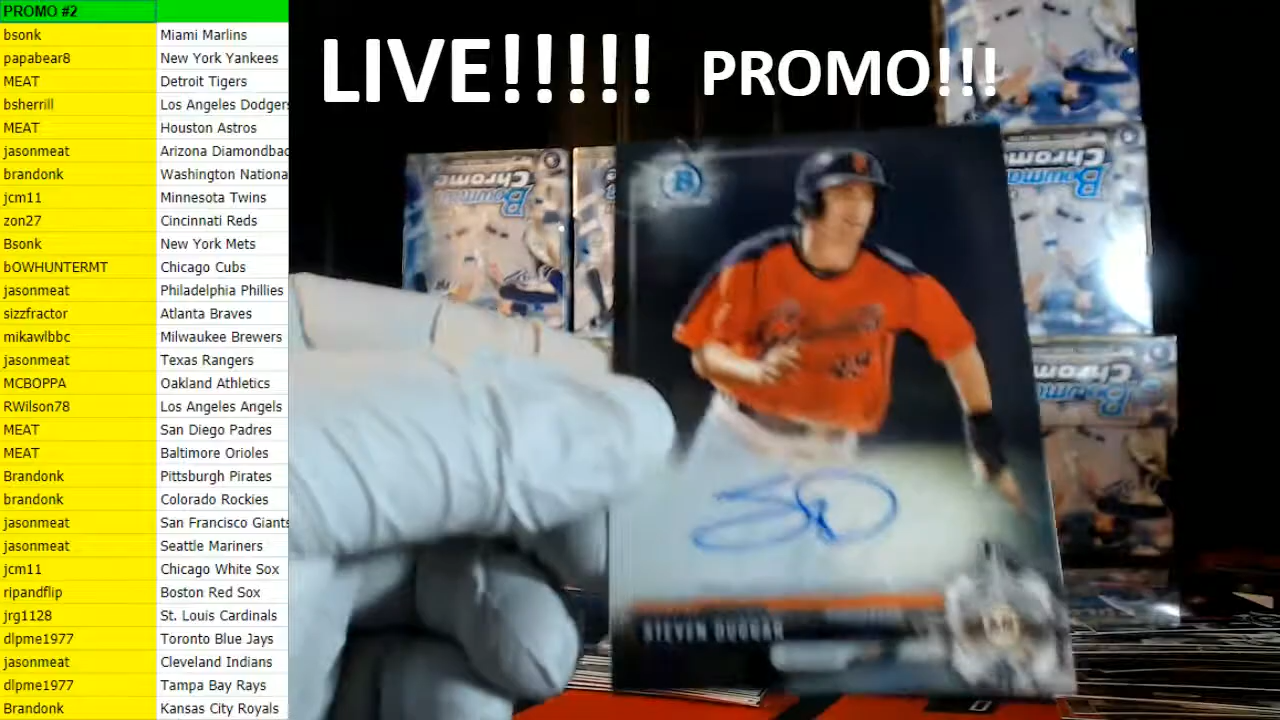 PROMO #2
bsonk Miami Marlins
papabear8 New York Yankees
MEAT Detroit Tigers
bsherrill Los Angeles Dodgers
MEAT Houston Astros
jasonmeat Arizona Diamondbac
brandonk Washington Nationa
jcm11 Minnesota Twins
zon27 Cincinnati Reds
Bsonk New York Mets
bOWHUNTERMT Chicago Cubs
jasonmeat Philadelphia Phillies
sizzfractor Atlanta Braves
mikawlbbc Milwaukee Brewers
jasonmeat Texas Rangers
MCBOPPA Oakland Athletics
RWilson78 Los Angeles Angels
MEAT San Diego Padres
MEAT Baltimore Orioles
Brandonk Pittsburgh Pirates
brandonk Colorado Rockies
jasonmeat San Francisco Giants
jasonmeat Seattle Mariners
jcm11 Chicago White Sox
ripandflip Boston Red Sox
jrg1128 St. Louis Cardinals
dlpme1977 Toronto Blue Jays
jasonmeat Cleveland Indians
dlpme1977 Tampa Bay Rays
Brandonk Kansas City Royals
LIVE!!!!! PROMO!!!
Bowman
Chrome
Bowman
Chrome
Bowman
Chrome
B
SD
STEVEN DUGGAR